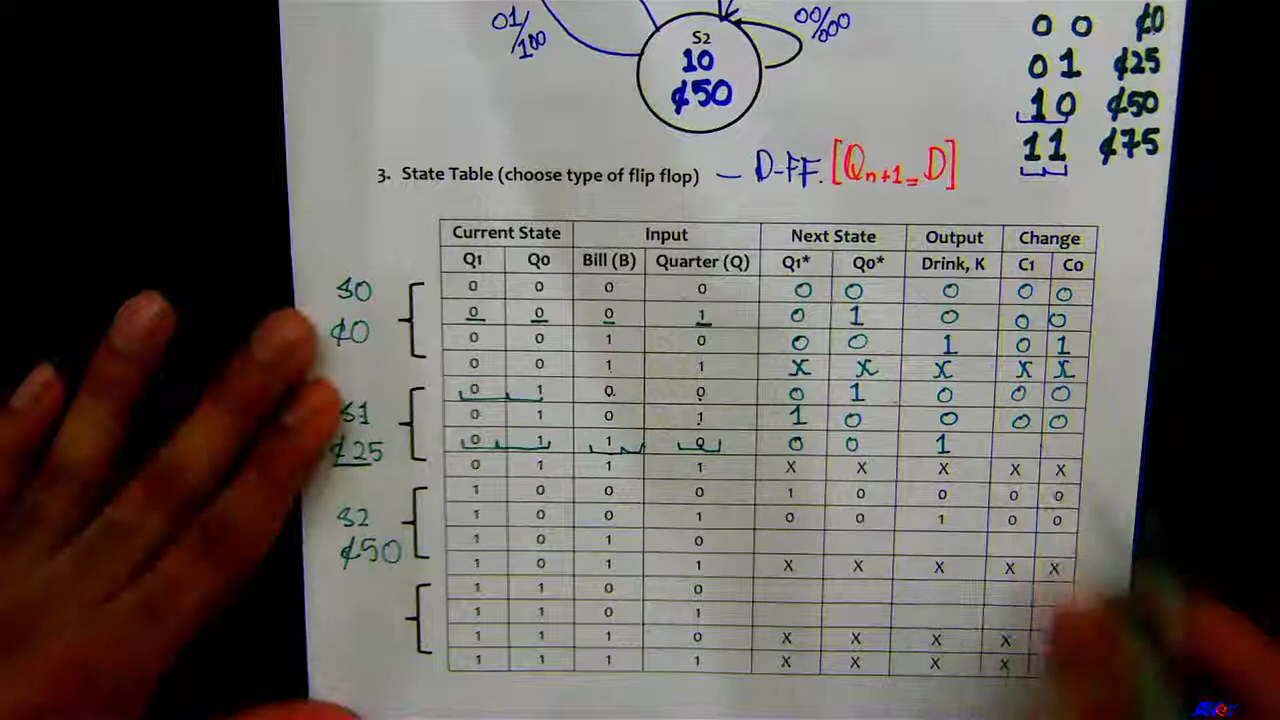 01/100
S2
10
¢50
00/000
0 0 ¢0
0 1 ¢25
1 0 ¢50
1 1 ¢75
3. State Table (choose type of flip flop) — D-FF. [Qn+1 = D]
Current State Input Next State Output Change
Q1 Q0 Bill (B) Quarter (Q) Q1* Q0* Drink, K C1 C0
S0
¢0
0 0 0 0 0 0 0 0 0
0 0 0 1 0 1 0 0 0
0 0 1 0 0 0 1 0 1
0 0 1 1 X X X X X
S1
¢25
0 1 0 0 0 1 0 0 0
0 1 0 1 1 0 0 0 0
0 1 1 0 0 0 1
0 1 1 1 X X X X X
S2
¢50
1 0 0 0 1 0 0 0 0
1 0 0 1 0 0 1 0 0
1 0 1 0
1 0 1 1 X X X X X
1 1 0 0
1 1 0 1
1 1 1 0 X X X X
1 1 1 1 X X X X
AVer